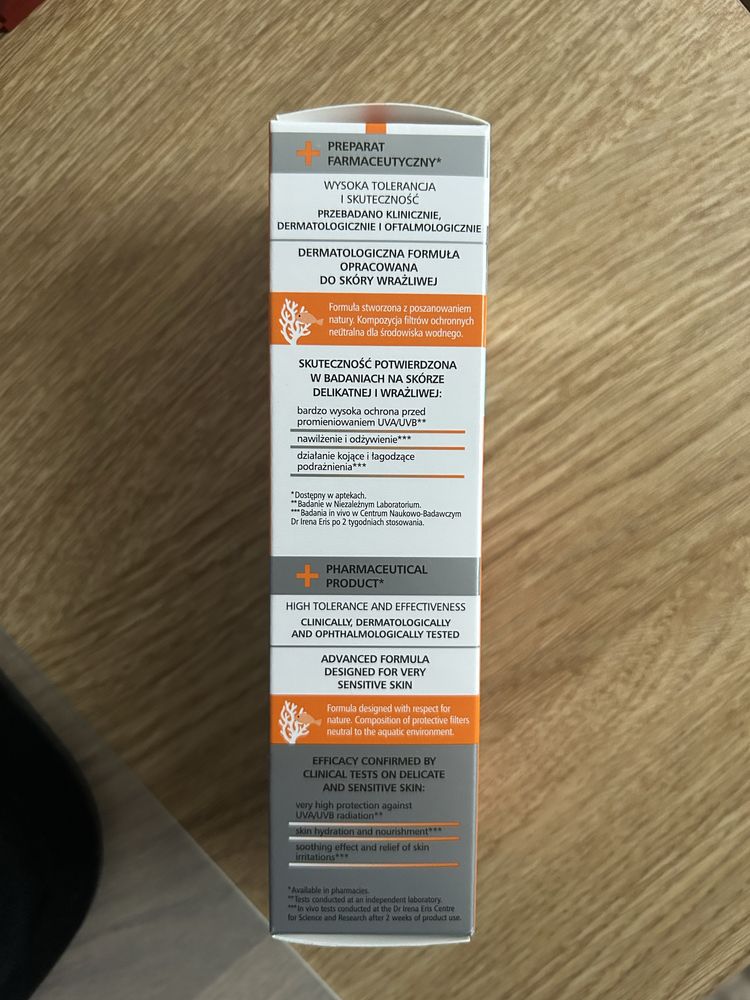 PREPARAT
FARMACEUTYCZNY*
WYSOKA TOLERANCJA
I SKUTECZNOŚĆ
PRZEBADANO KLINICZNIE,
DERMATOLOGICZNIE I OFTALMOLOGICZNIE
DERMATOLOGICZNA FORMUŁA
OPRACOWANA
DO SKÓRY WRAŻLIWEJ
Formuła stworzona z poszanowaniem
natury. Kompozycja filtrów ochronnych
neutralna dla środowiska wodnego.
SKUTECZNOŚĆ POTWIERDZONA
W BADANIACH NA SKÓRZE
DELIKATNEJ I WRAŻLIWEJ:
bardzo wysoka ochrona przed
promieniowaniem UVA/UVB**
nawilżenie i odżywienie***
działanie kojące i łagodzące
podrażnienia***
*Dostępny w aptekach.
**Badanie w Niezależnym Laboratorium.
***Badania in vivo w Centrum Naukowo-Badawczym
Dr Irena Eris po 2 tygodniach stosowania.
PHARMACEUTICAL
PRODUCT*
HIGH TOLERANCE AND EFFECTIVENESS
CLINICALLY, DERMATOLOGICALLY
AND OPHTHALMOLOGICALLY TESTED
ADVANCED FORMULA
DESIGNED FOR VERY
SENSITIVE SKIN
Formula designed with respect for
nature. Composition of protective filters
neutral to the aquatic environment.
EFFICACY CONFIRMED BY
CLINICAL TESTS ON DELICATE
AND SENSITIVE SKIN:
very high protection against
UVA/UVB radiation**
skin hydration and nourishment***
soothing effect and relief of skin
irritations***
*Available in pharmacies.
**Tests conducted at an independent laboratory.
***In vivo tests conducted at the Dr Irena Eris Centre
for Science and Research after 2 weeks of product use.